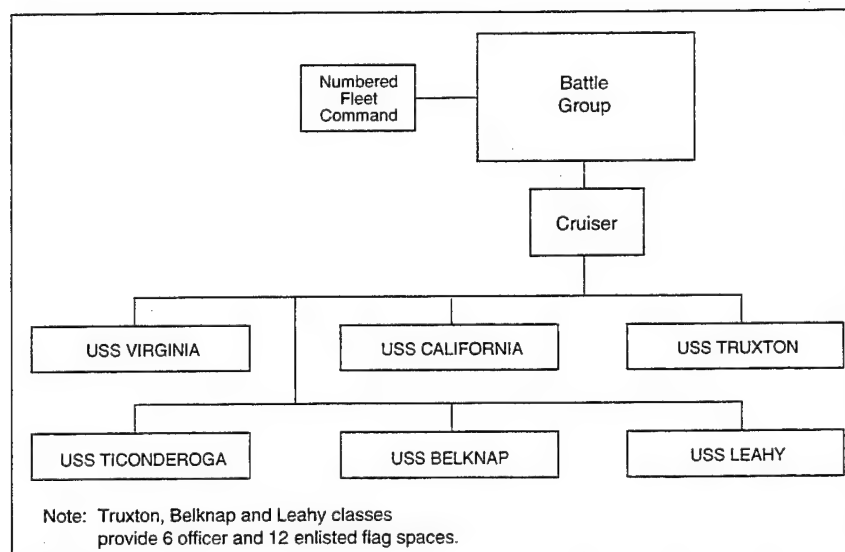 Numbered
Fleet
Command
Battle
Group
Cruiser
USS VIRGINIA
USS CALIFORNIA
USS TRUXTON
USS TICONDEROGA
USS BELKNAP
USS LEAHY
Note: Truxton, Belknap and Leahy classes
provide 6 officer and 12 enlisted flag spaces.